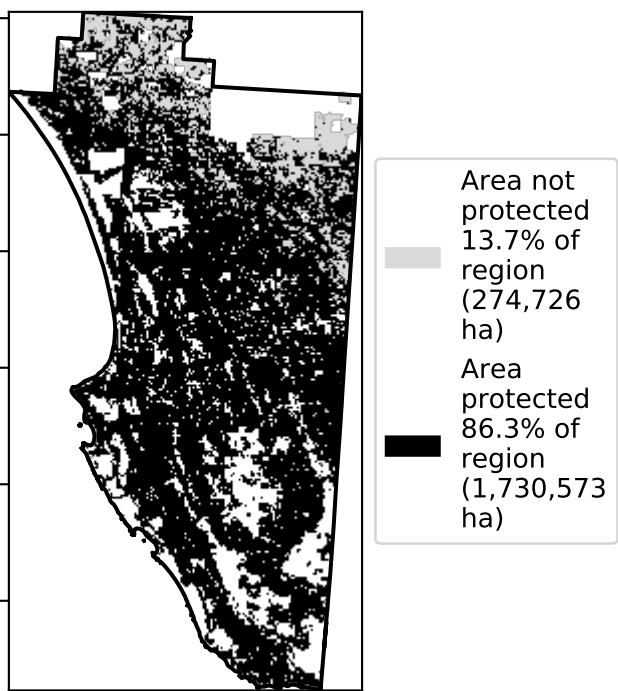 Area not
protected
13.7% of
region
(274,726
ha)
Area
protected
86.3% of
region
(1,730,573
ha)